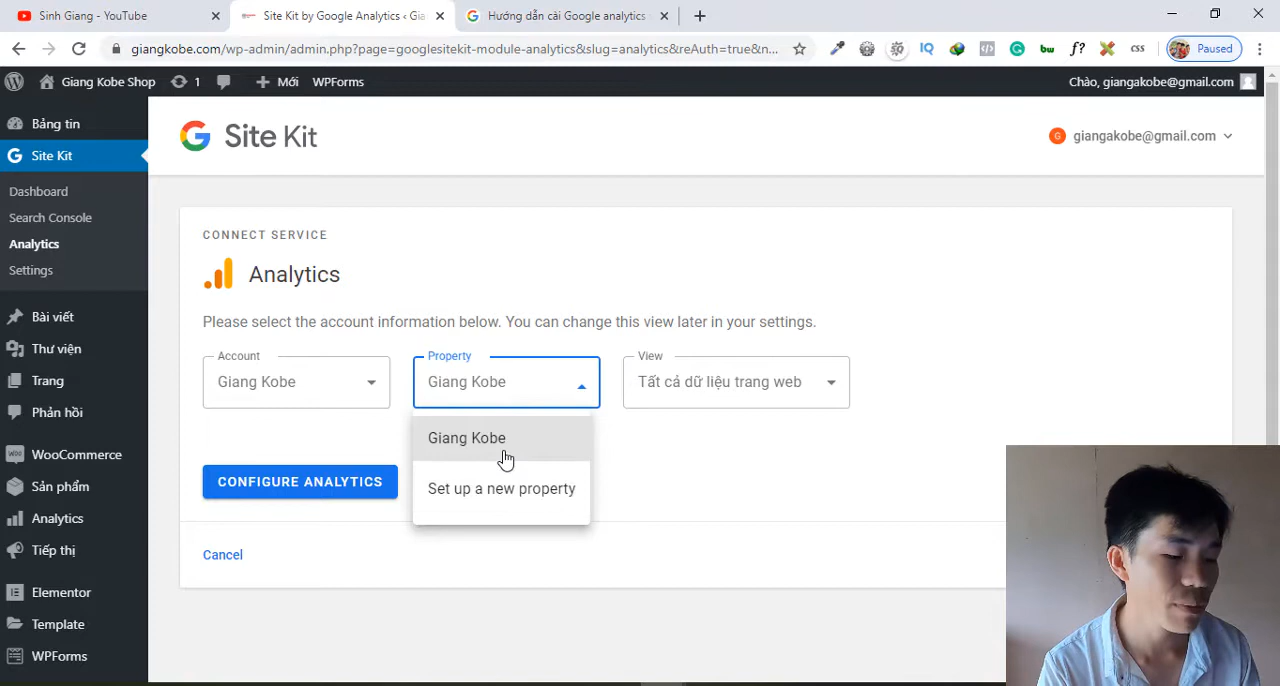 Sinh Giang - YouTube
Site Kit by Google Analytics ‹ Gia
Hướng dẫn cài Google analytics
giangkobe.com/wp-admin/admin.php?page=googlesitekit-module-analytics&slug=analytics&reAuth=true&n...
IQ
bw
f?
css
Paused
Giang Kobe Shop
1
Mới
WPForms
Chào, giangakobe@gmail.com
Bảng tin
Site Kit
Dashboard
Search Console
Analytics
Settings
Bài viết
Thư viện
Trang
Phản hồi
WooCommerce
Sản phẩm
Analytics
Tiếp thị
Elementor
Template
WPForms
Site Kit
G
giangakobe@gmail.com
CONNECT SERVICE
Analytics
Please select the account information below. You can change this view later in your settings.
Account
Giang Kobe
Property
Giang Kobe
View
Tất cả dữ liệu trang web
Giang Kobe
Set up a new property
CONFIGURE ANALYTICS
Cancel